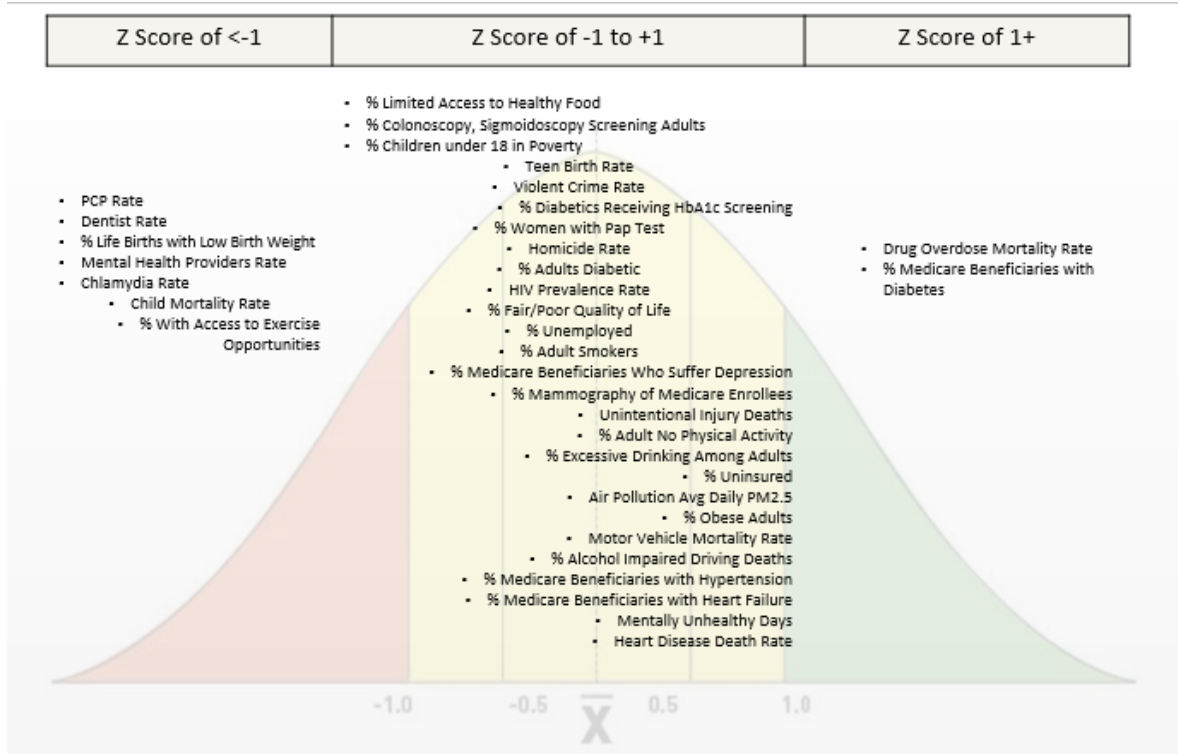 Z Score of <-1
Z Score of -1 to +1
Z Score of 1+
▪ PCP Rate
▪ Dentist Rate
▪ % Life Births with Low Birth Weight
▪ Mental Health Providers Rate
▪ Chlamydia Rate
▪ Child Mortality Rate
▪ % With Access to Exercise
Opportunities
▪ % Limited Access to Healthy Food
▪ % Colonoscopy, Sigmoidoscopy Screening Adults
▪ % Children under 18 in Poverty
▪ Teen Birth Rate
▪ Violent Crime Rate
▪ % Diabetics Receiving HbA1c Screening
▪ % Women with Pap Test
▪ Homicide Rate
▪ % Adults Diabetic
▪ HIV Prevalence Rate
▪ % Fair/Poor Quality of Life
▪ % Unemployed
▪ % Adult Smokers
▪ % Medicare Beneficiaries Who Suffer Depression
▪ % Mammography of Medicare Enrollees
▪ Unintentional Injury Deaths
▪ % Adult No Physical Activity
▪ % Excessive Drinking Among Adults
▪ % Uninsured
▪ Air Pollution Avg Daily PM2.5
▪ % Obese Adults
▪ Motor Vehicle Mortality Rate
▪ % Alcohol Impaired Driving Deaths
▪ % Medicare Beneficiaries with Hypertension
▪ % Medicare Beneficiaries with Heart Failure
▪ Mentally Unhealthy Days
▪ Heart Disease Death Rate
▪ Drug Overdose Mortality Rate
▪ % Medicare Beneficiaries with
Diabetes
-1.0 -0.5 X̅ 0.5 1.0